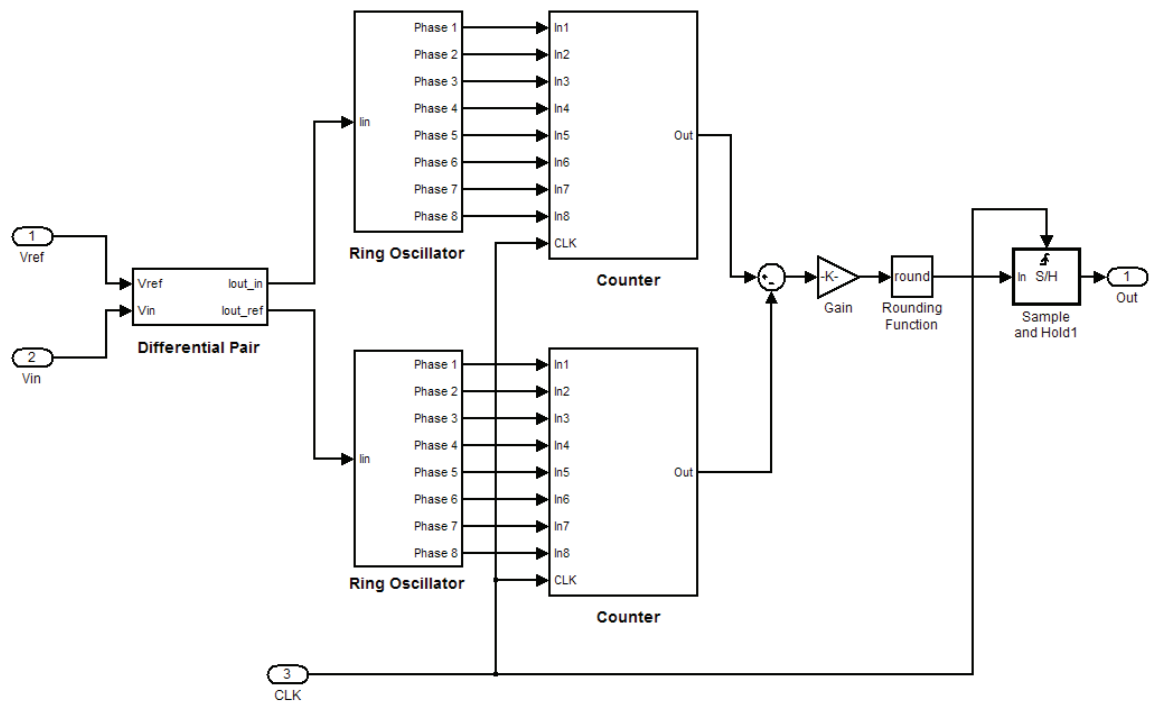 Phase 1
Phase 2
Phase 3
Phase 4
Phase 5
Phase 6
Phase 7
Phase 8
Iin
Ring Oscillator
In1
In2
In3
In4
In5
In6
In7
In8
CLK
Out
Counter
1
Vref
2
Vin
Vref
Vin
Iout_in
Iout_ref
Differential Pair
Phase 1
Phase 2
Phase 3
Phase 4
Phase 5
Phase 6
Phase 7
Phase 8
Iin
Ring Oscillator
In1
In2
In3
In4
In5
In6
In7
In8
CLK
Out
Counter
+
-
-K-
Gain
round
Rounding
Function
In
S/H
Sample
and Hold1
1
Out
3
CLK